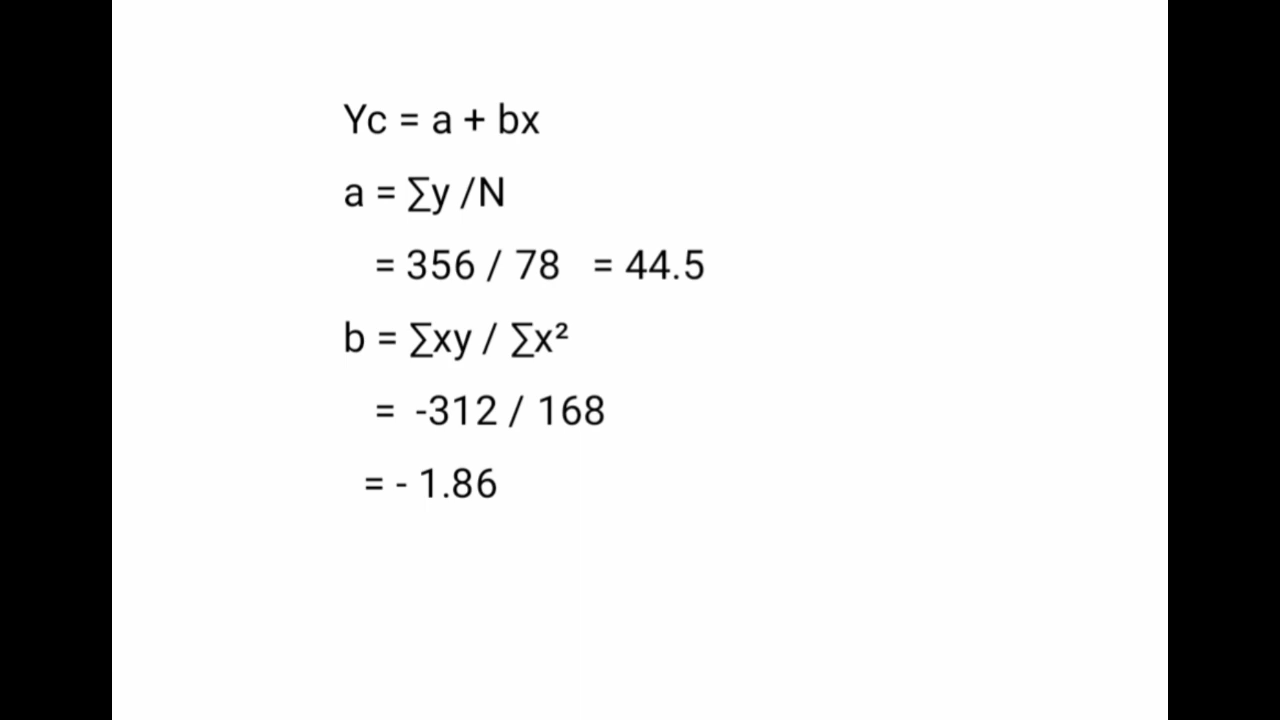 Yc = a + bx
a = ∑y /N
= 356 / 78 = 44.5
b = ∑xy / ∑x²
= -312 / 168
= - 1.86